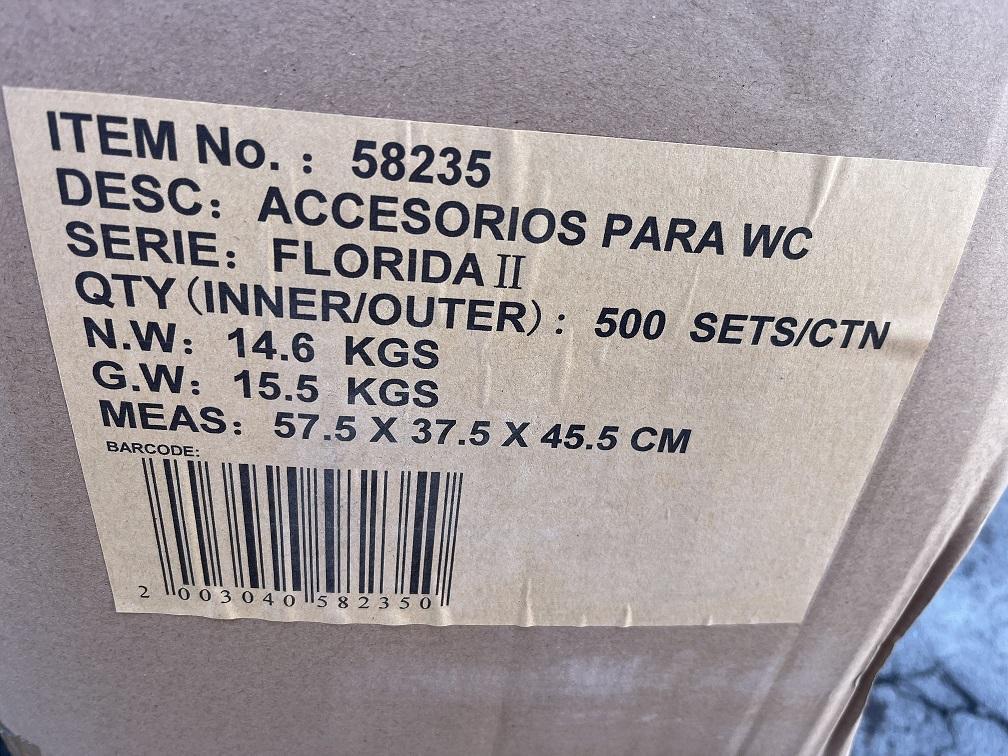 ITEM No. : 58235
DESC: ACCESORIOS PARA WC
SERIE: FLORIDA II
QTY (INNER/OUTER) : 500 SETS/CTN
N.W: 14.6 KGS
G.W: 15.5 KGS
MEAS: 57.5 X 37.5 X 45.5 CM
BARCODE:
2 003040 582350